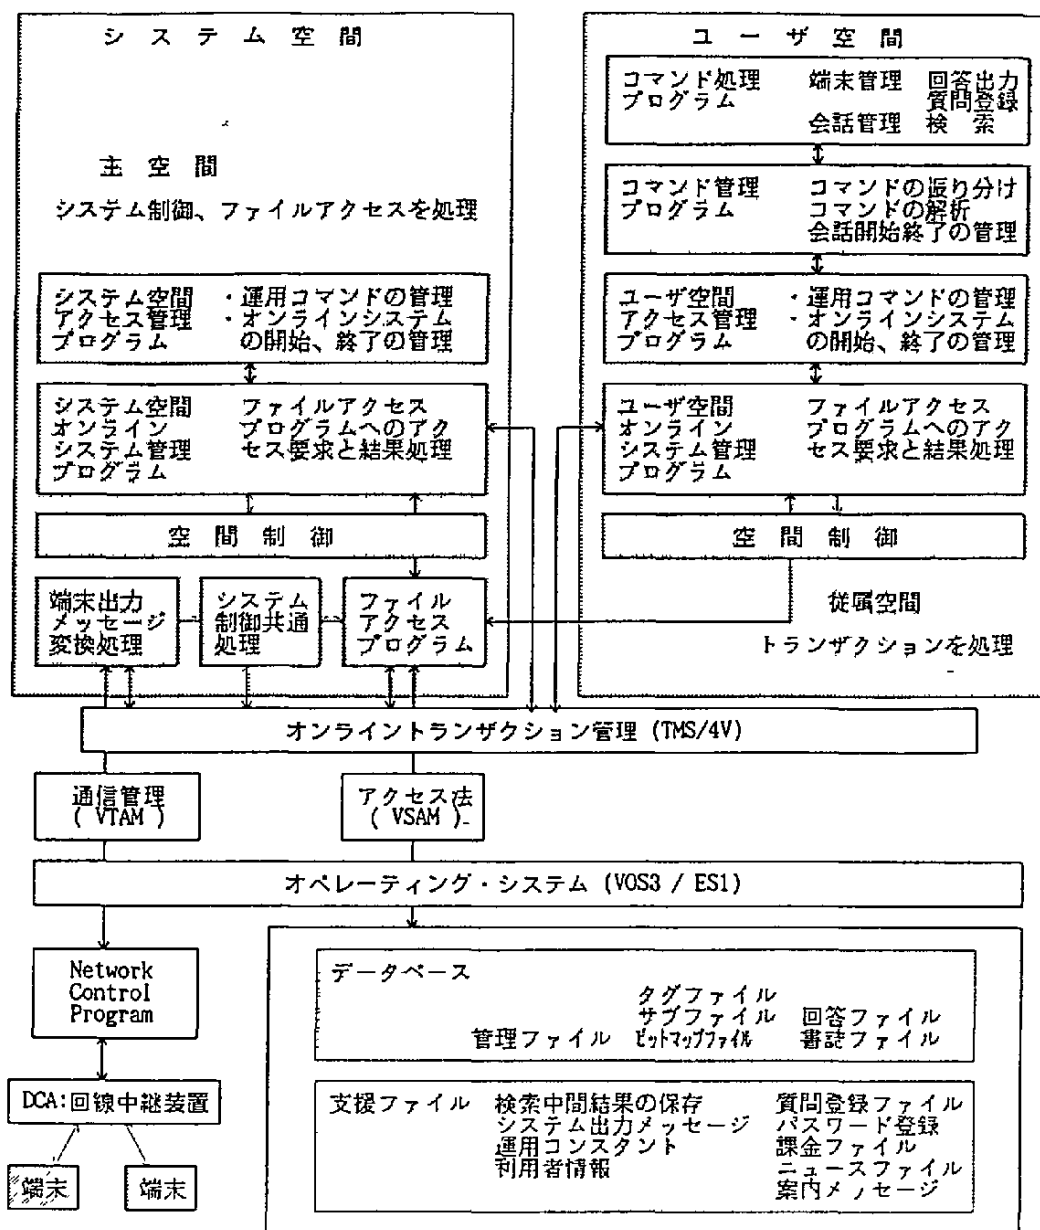 システム空間
主空間
システム制御、ファイルアクセスを処理
システム空間 ・運用コマンドの管理
アクセス管理 ・オンラインシステム
プログラム の開始、終了の管理
システム空間 ファイルアクセス
オンライン プログラムへのアク
システム管理 セス要求と結果処理
プログラム
空間制御
端末出力
メッセージ
変換処理
システム
制御共通
処理
ファイル
アクセス
プログラム
ユーザ空間
コマンド処理 端末管理 回答出力
プログラム 質問登録
会話管理 検索
コマンド管理 コマンドの振り分け
プログラム コマンドの解析
会話開始終了の管理
ユーザ空間 ・運用コマンドの管理
アクセス管理 ・オンラインシステム
プログラム の開始、終了の管理
ユーザ空間 ファイルアクセス
オンライン プログラムへのアク
システム管理 セス要求と結果処理
プログラム
空間制御
従属空間
トランザクションを処理
オンライントランザクション管理 (TMS/4V)
通信管理
( VTAM )
アクセス法
( VSAM )
オペレーティング・システム (VOS3 / ES1)
Network
Control
Program
DCA:回線中継装置
端末 端末
データベース
タグファイル
サブファイル 回答ファイル
管理ファイル ビットマップファイル 書誌ファイル
支援ファイル 検索中間結果の保存 質問登録ファイル
システム出力メッセージ パスワード登録
運用コンスタント 課金ファイル
利用者情報 ニュースファイル
案内メッセージ